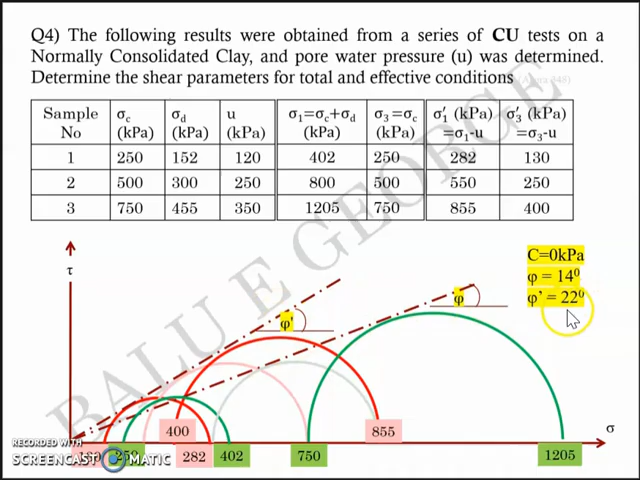 Q4) The following results were obtained from a series of CU tests on a
Normally Consolidated Clay, and pore water pressure (u) was determined.
Determine the shear parameters for total and effective conditions
Sample No σc (kPa) σd (kPa) u (kPa) σ1=σc+σd (kPa) σ3=σc (kPa) σ′1 (kPa) =σ1-u σ′3 (kPa) =σ3-u
1 250 152 120 402 250 282 130
2 500 300 250 800 500 550 250
3 750 455 350 1205 750 855 400
BALU E GEORGE
C=0kPa
φ = 14⁰
φ' = 22⁰
τ
φ'
φ
400
855
σ
282
402
750
1205
RECORDED WITH
SCREENCAST MATIC